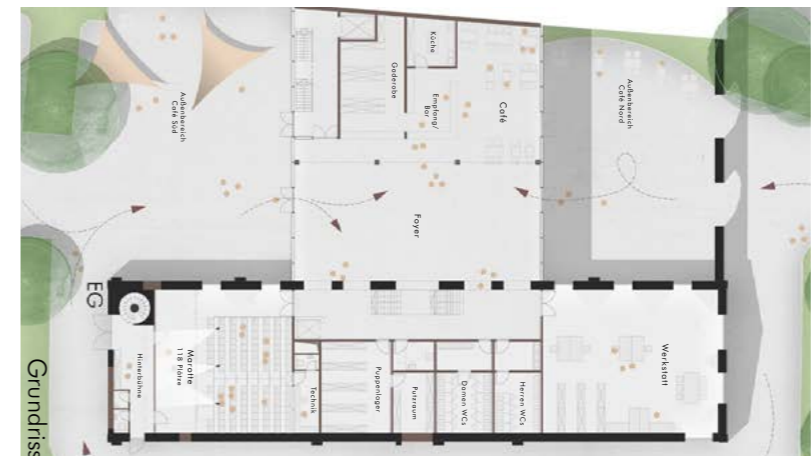 Werkstatt
Außenbereich
Café Nord
Herren WCs
Café
Damen WCs
Küche
Empfang/
Bar
Foyer
Putzraum
Gaderobe
Puppenlager
Technik
Marotte
118 Plätze
Außenbereich
Café Süd
Hinterbühne
EG
Grundriss